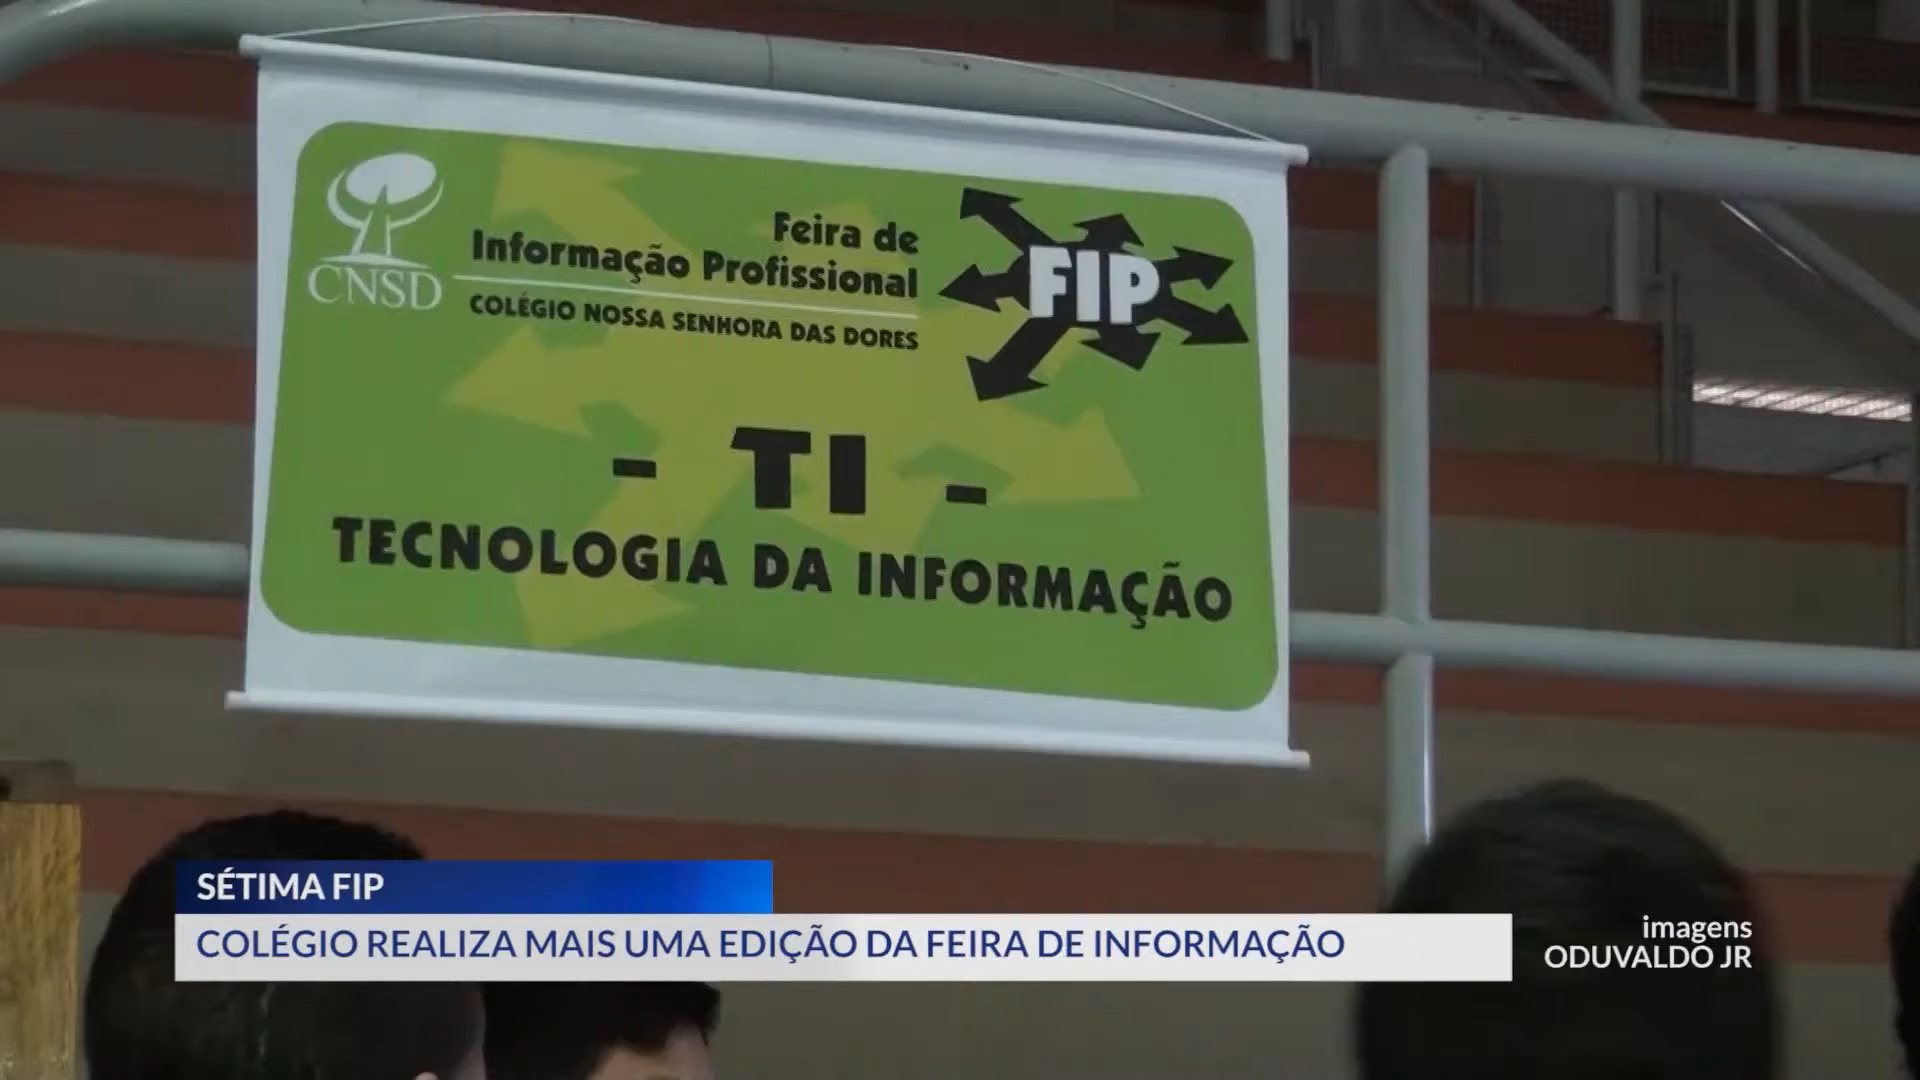 CNSD
Feira de
Informação Profissional
COLÉGIO NOSSA SENHORA DAS DORES
FIP
- TI -
TECNOLOGIA DA INFORMAÇÃO
SÉTIMA FIP
COLÉGIO REALIZA MAIS UMA EDIÇÃO DA FEIRA DE INFORMAÇÃO
imagens
ODUVALDO JR